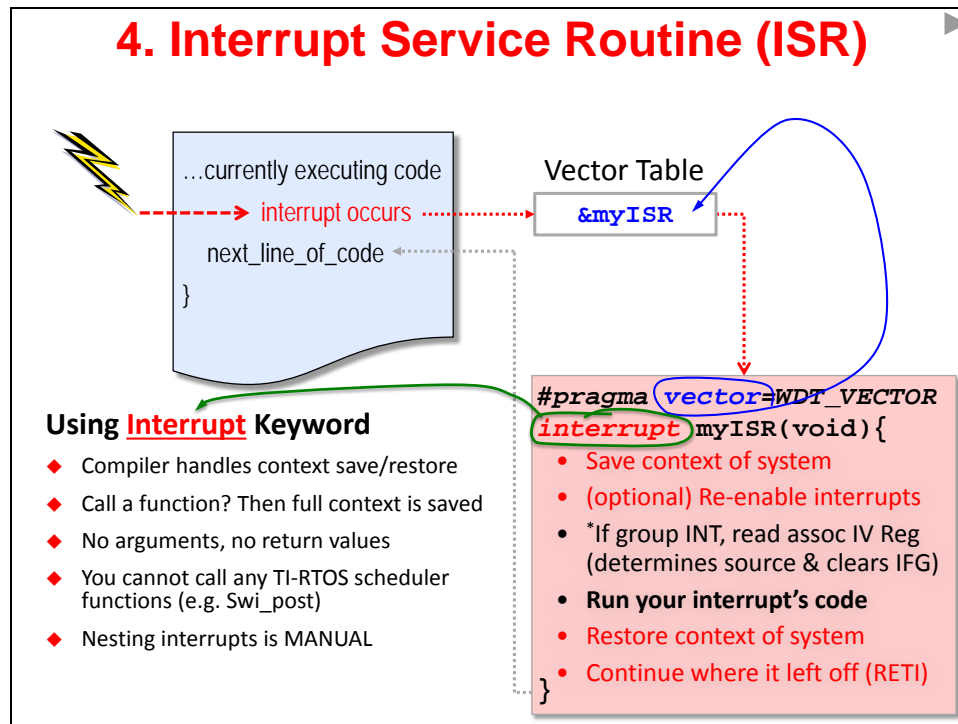 4. Interrupt Service Routine (ISR)
...currently executing code
interrupt occurs
next_line_of_code
}
Vector Table
&myISR
Using Interrupt Keyword
Compiler handles context save/restore
Call a function? Then full context is saved
No arguments, no return values
You cannot call any TI-RTOS scheduler
functions (e.g. Swi_post)
Nesting interrupts is MANUAL
#pragma vector=WDT_VECTOR
interrupt myISR(void){
• Save context of system
• (optional) Re-enable interrupts
• *If group INT, read assoc IV Reg
(determines source & clears IFG)
• Run your interrupt's code
• Restore context of system
• Continue where it left off (RETI)
}